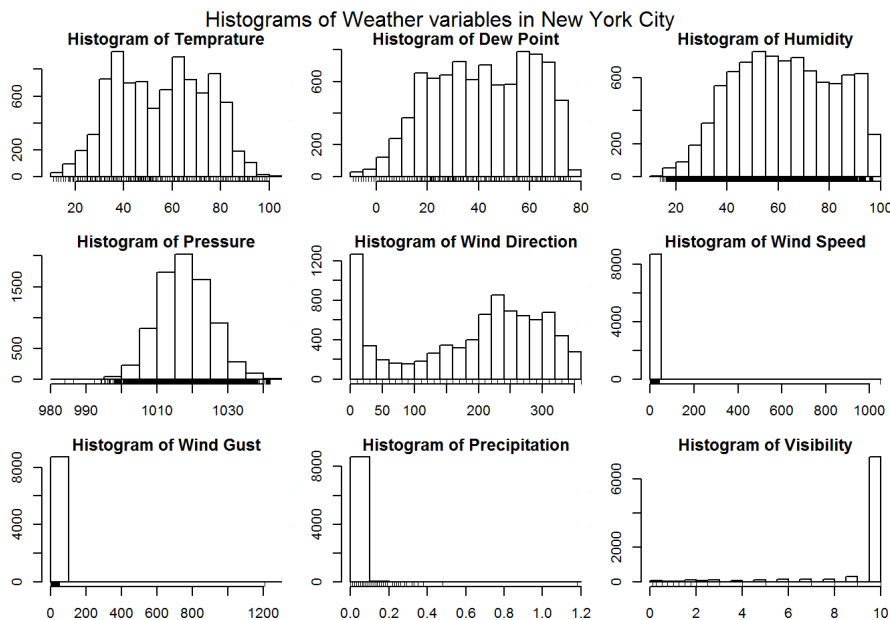 Histograms of Weather variables in New York City
Histogram of Temprature
0 200 600
20 40 60 80 100
Histogram of Dew Point
0 200 600
0 20 40 60 80
Histogram of Humidity
0 200 600
20 40 60 80 100
Histogram of Pressure
0 500 1500
980 990 1010 1030
Histogram of Wind Direction
0 400 800 1200
0 50 100 200 300
Histogram of Wind Speed
0 4000 8000
0 200 400 600 800 1000
Histogram of Wind Gust
0 4000 8000
0 200 400 600 800 1200
Histogram of Precipitation
0 4000 8000
0.0 0.2 0.4 0.6 0.8 1.0 1.2
Histogram of Visibility
0 2000 6000
0 2 4 6 8 10